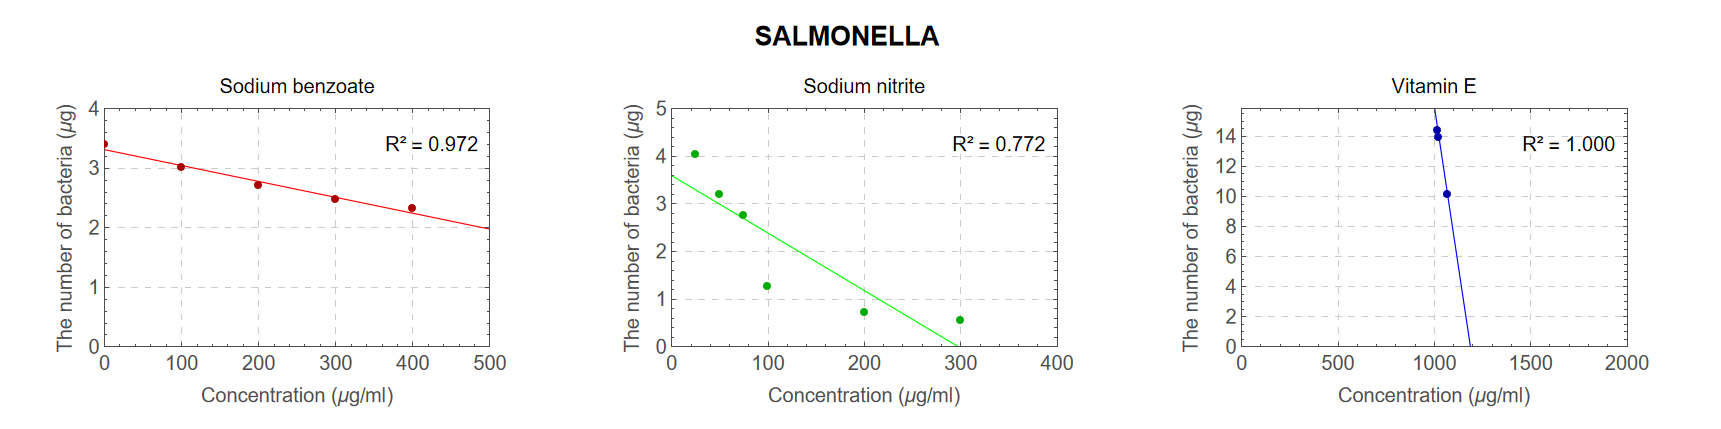 SALMONELLA
Sodium benzoate
The number of bacteria (µg)
4
3
2
1
0
R² = 0.972
0 100 200 300 400 500
Concentration (µg/ml)
Sodium nitrite
The number of bacteria (µg)
5
4
3
2
1
0
R² = 0.772
0 100 200 300 400
Concentration (µg/ml)
Vitamin E
The number of bacteria (µg)
14
12
10
8
6
4
2
0
R² = 1.000
0 500 1000 1500 2000
Concentration (µg/ml)